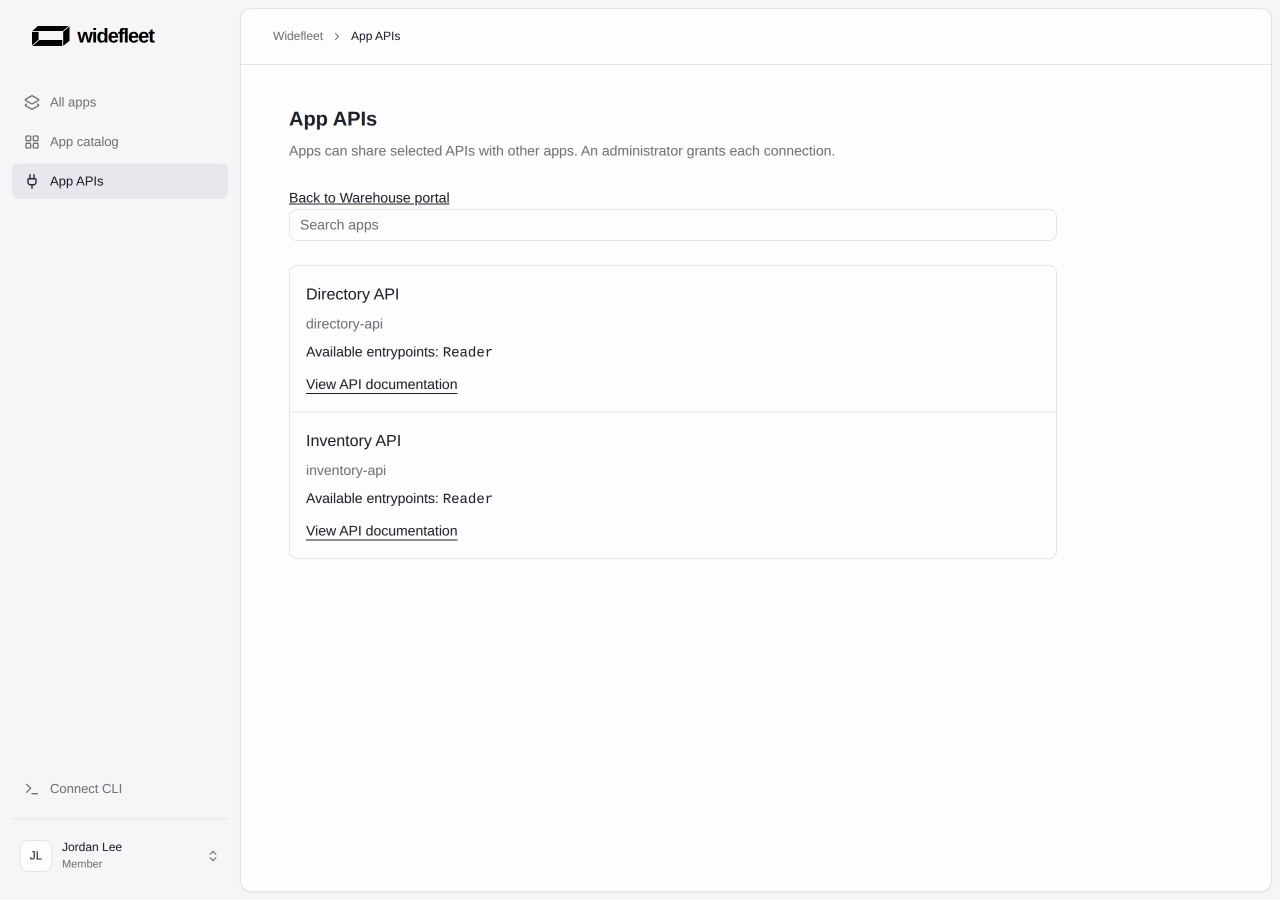 widefleet
All apps
App catalog
App APIs
Connect CLI
JL
Jordan Lee
Member
Widefleet > App APIs
App APIs
Apps can share selected APIs with other apps. An administrator grants each connection.
Back to Warehouse portal
Search apps
Directory API
directory-api
Available entrypoints: Reader
View API documentation
Inventory API
inventory-api
Available entrypoints: Reader
View API documentation